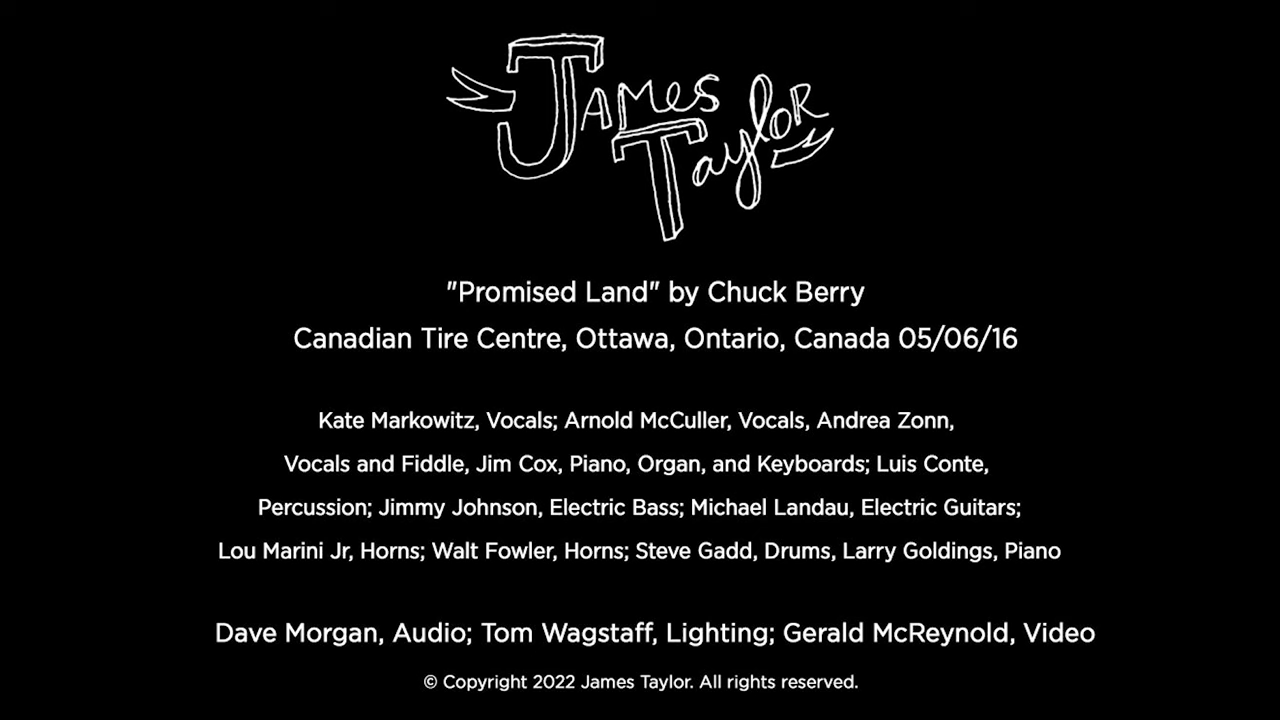 James
Taylor
"Promised Land" by Chuck Berry
Canadian Tire Centre, Ottawa, Ontario, Canada 05/06/16
Kate Markowitz, Vocals; Arnold McCuller, Vocals, Andrea Zonn,
Vocals and Fiddle, Jim Cox, Piano, Organ, and Keyboards; Luis Conte,
Percussion; Jimmy Johnson, Electric Bass; Michael Landau, Electric Guitars;
Lou Marini Jr, Horns; Walt Fowler, Horns; Steve Gadd, Drums, Larry Goldings, Piano
Dave Morgan, Audio; Tom Wagstaff, Lighting; Gerald McReynold, Video
© Copyright 2022 James Taylor. All rights reserved.